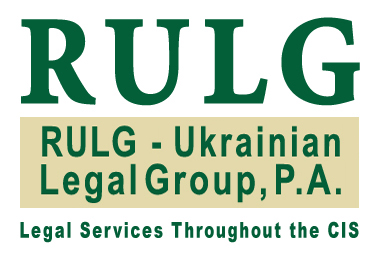 RULG
RULG - Ukrainian
Legal Group, P.A.
Legal Services Throughout the CIS